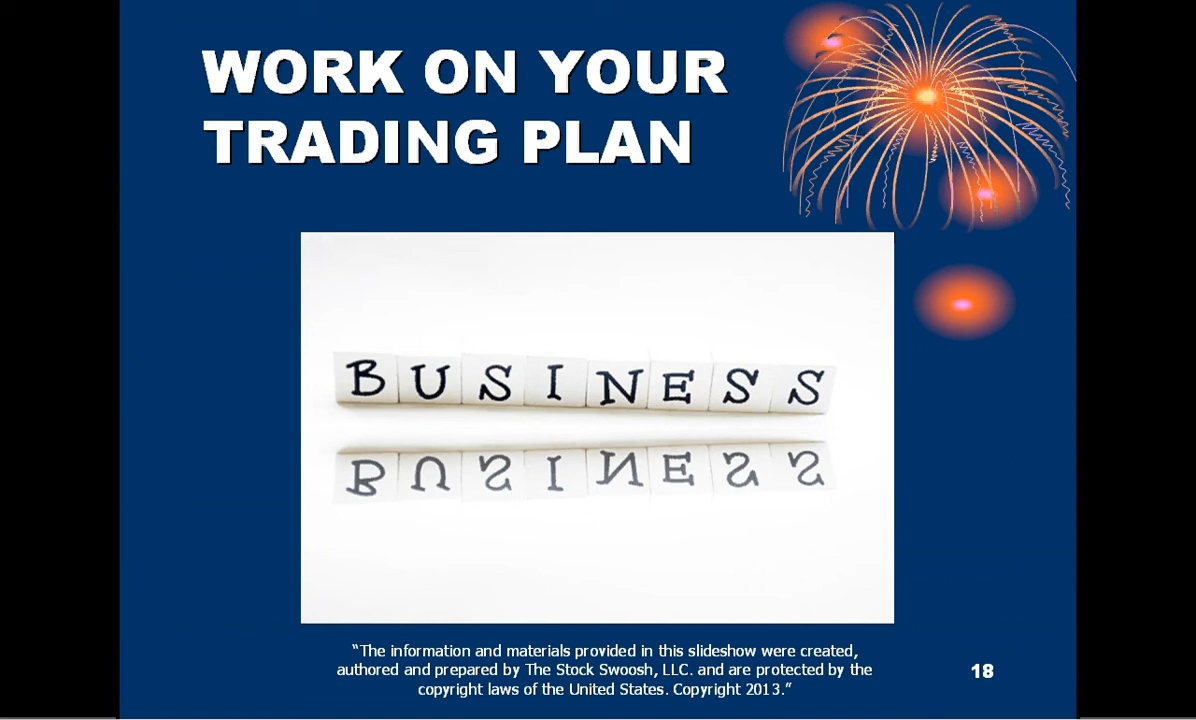 WORK ON YOUR
TRADING PLAN
BUSINESS
“The information and materials provided in this slideshow were created,
authored and prepared by The Stock Swoosh, LLC. and are protected by the
copyright laws of the United States. Copyright 2013.”
18